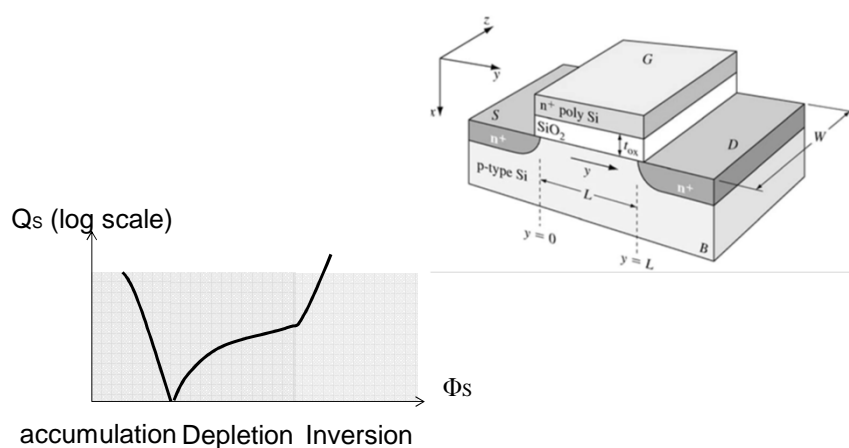 z
y
x
G
n⁺ poly Si
S
SiO₂
n⁺
tox
D
W
p-type Si
y
L
n⁺
y = 0
B
y = L
Qs (log scale)
Φs
accumulation Depletion Inversion